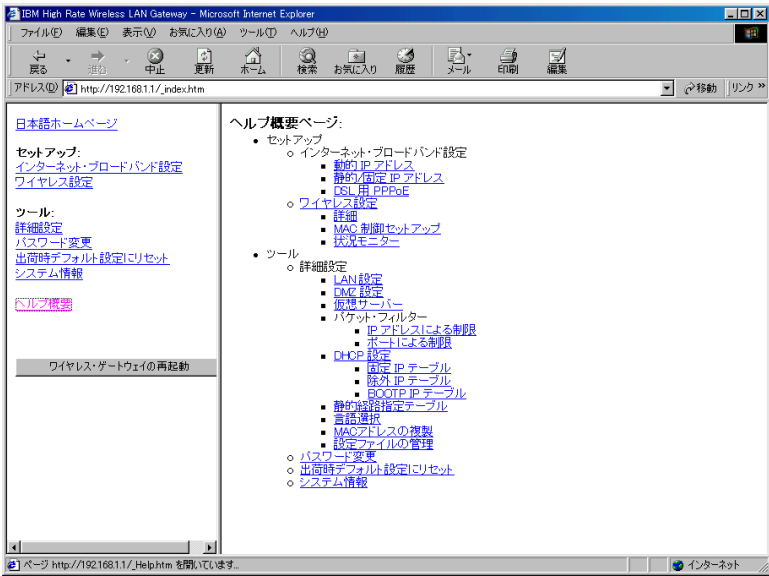 IBM High Rate Wireless LAN Gateway - Microsoft Internet Explorer
ファイル(F) 編集(E) 表示(V) お気に入り(A) ツール(T) ヘルプ(H)
戻る 進む 中止 更新 ホーム 検索 お気に入り 履歴 メール 印刷 編集
アドレス(D) http://192.168.1.1/_index.htm 移動 リンク »
日本語ホームページ
セットアップ:
インターネット・ブロードバンド設定
ワイヤレス設定
ツール:
詳細設定
パスワード変更
出荷時デフォルト設定にリセット
システム情報
ヘルプ概要
ワイヤレス・ゲートウェイの再起動
ヘルプ概要ページ:
セットアップ
インターネット・ブロードバンド設定
動的 IP アドレス
静的/固定 IP アドレス
DSL 用 PPPoE
ワイヤレス設定
詳細
MAC 制御セットアップ
状況モニター
ツール
詳細設定
LAN 設定
DMZ 設定
仮想サーバー
パケット・フィルター
IP アドレスによる制限
ポートによる制限
DHCP 設定
固定 IP テーブル
除外 IP テーブル
BOOTP IP テーブル
静的経路指定テーブル
言語選択
MACアドレスの複製
設定ファイルの管理
パスワード変更
出荷時デフォルト設定にリセット
システム情報
ページ http://192.168.1.1/_Help.htm を開いています...
インターネット